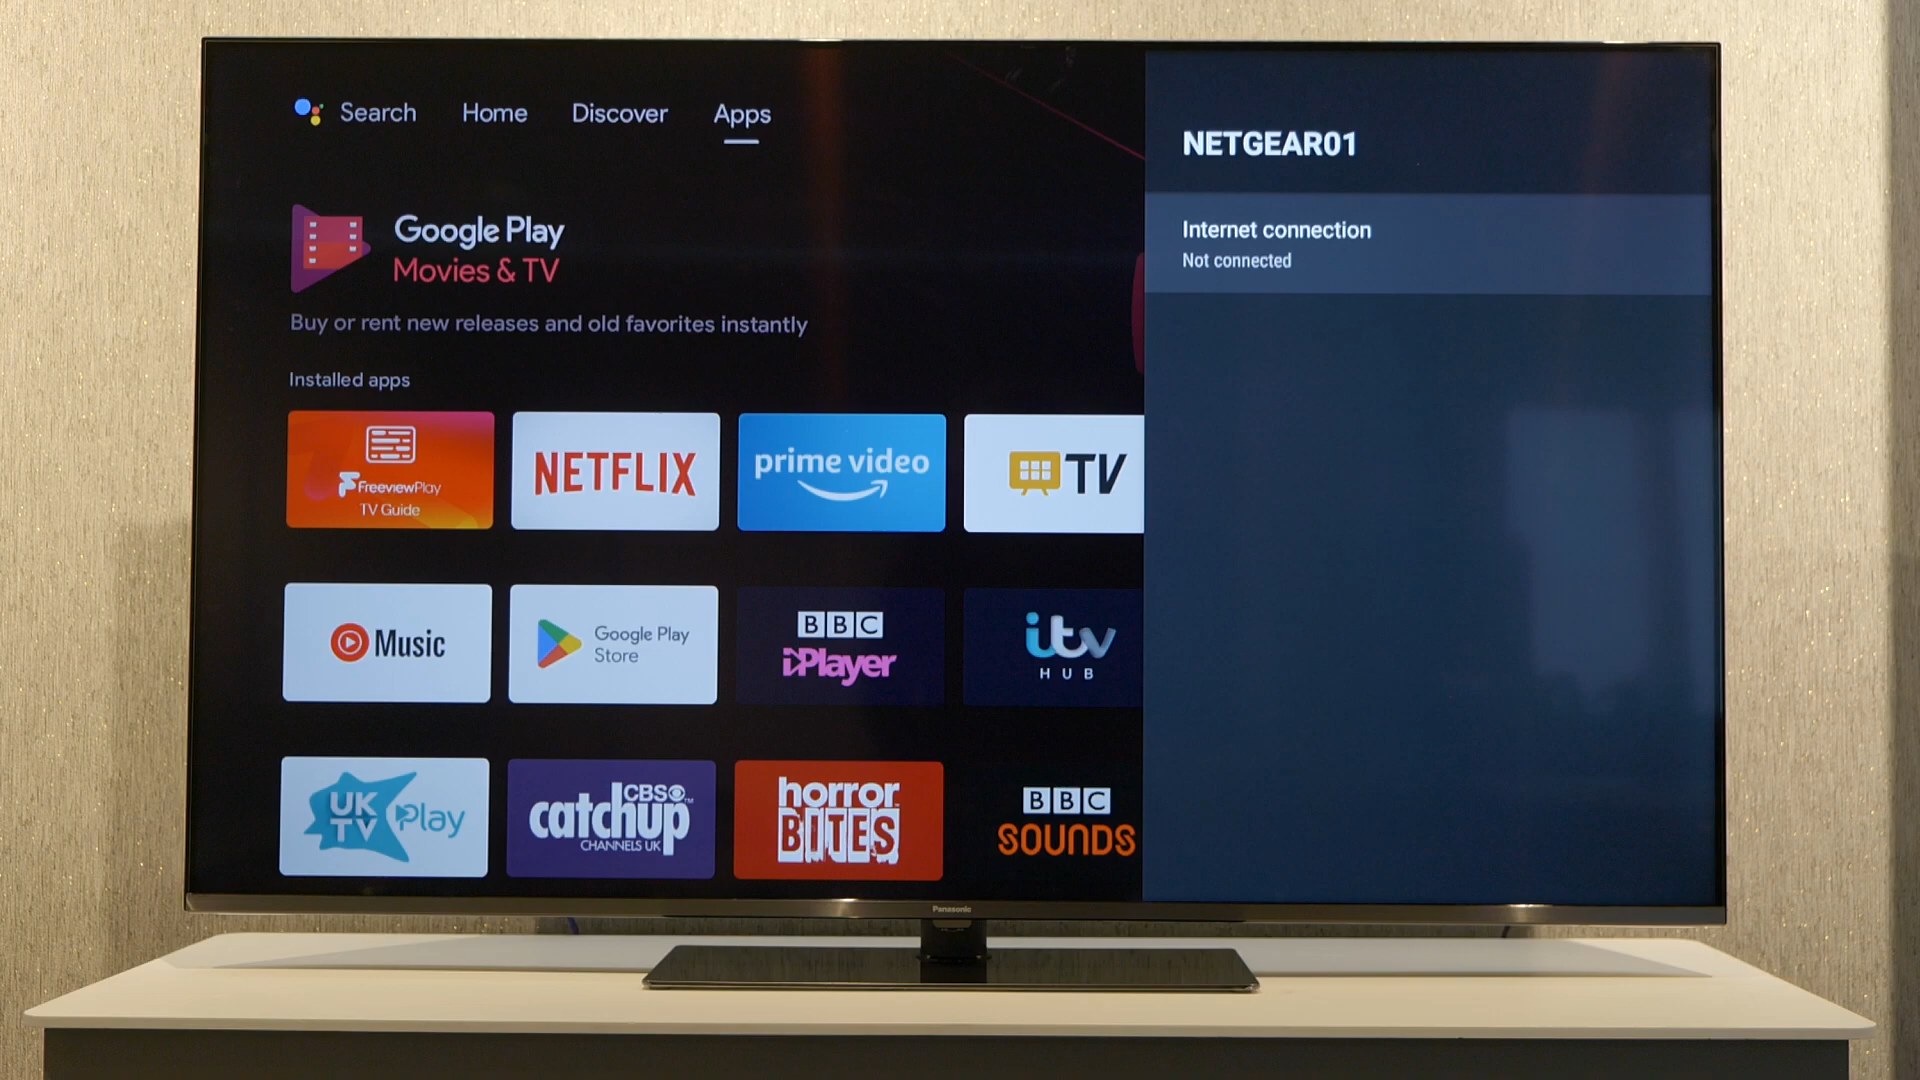 Search Home Discover Apps
Google Play
Movies & TV
Buy or rent new releases and old favorites instantly
Installed apps
FreeviewPlay
TV Guide
NETFLIX
prime video
TV
Music
Google Play
Store
BBC
iPlayer
itv
HUB
UK
TV Play
CBS
catchup
CHANNELS UK
horror
BITES
BBC
SOUNDS
NETGEAR01
Internet connection
Not connected
Panasonic